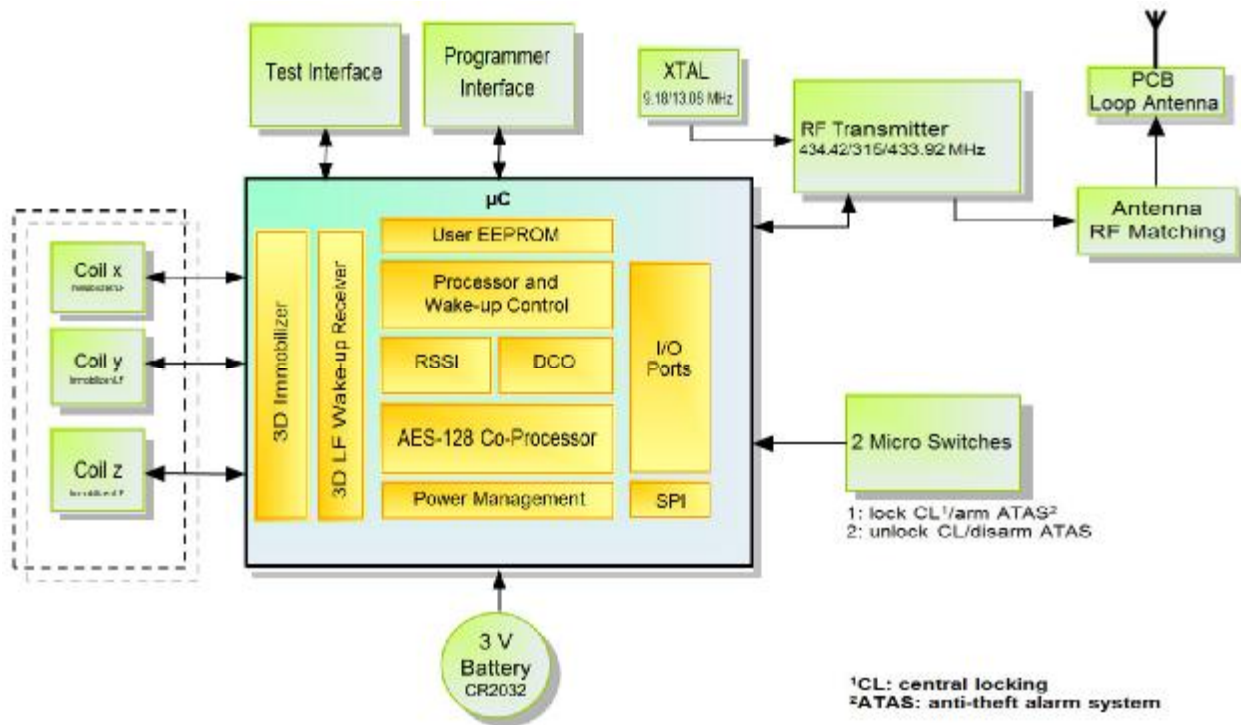 Test Interface
Programmer
Interface
XTAL
9.18/13.08 MHz
RF Transmitter
434.42/315/433.92 MHz
PCB
Loop Antenna
Antenna
RF Matching
µC
User EEPROM
Processor and
Wake-up Control
RSSI
DCO
AES-128 Co-Processor
Power Management
3D Immobilizer
3D LF Wake-up Receiver
I/O
Ports
SPI
Coil x
Coil y
Coil z
2 Micro Switches
1: lock CL¹/arm ATAS²
2: unlock CL/disarm ATAS
3 V
Battery
CR2032
¹CL: central locking
²ATAS: anti-theft alarm system